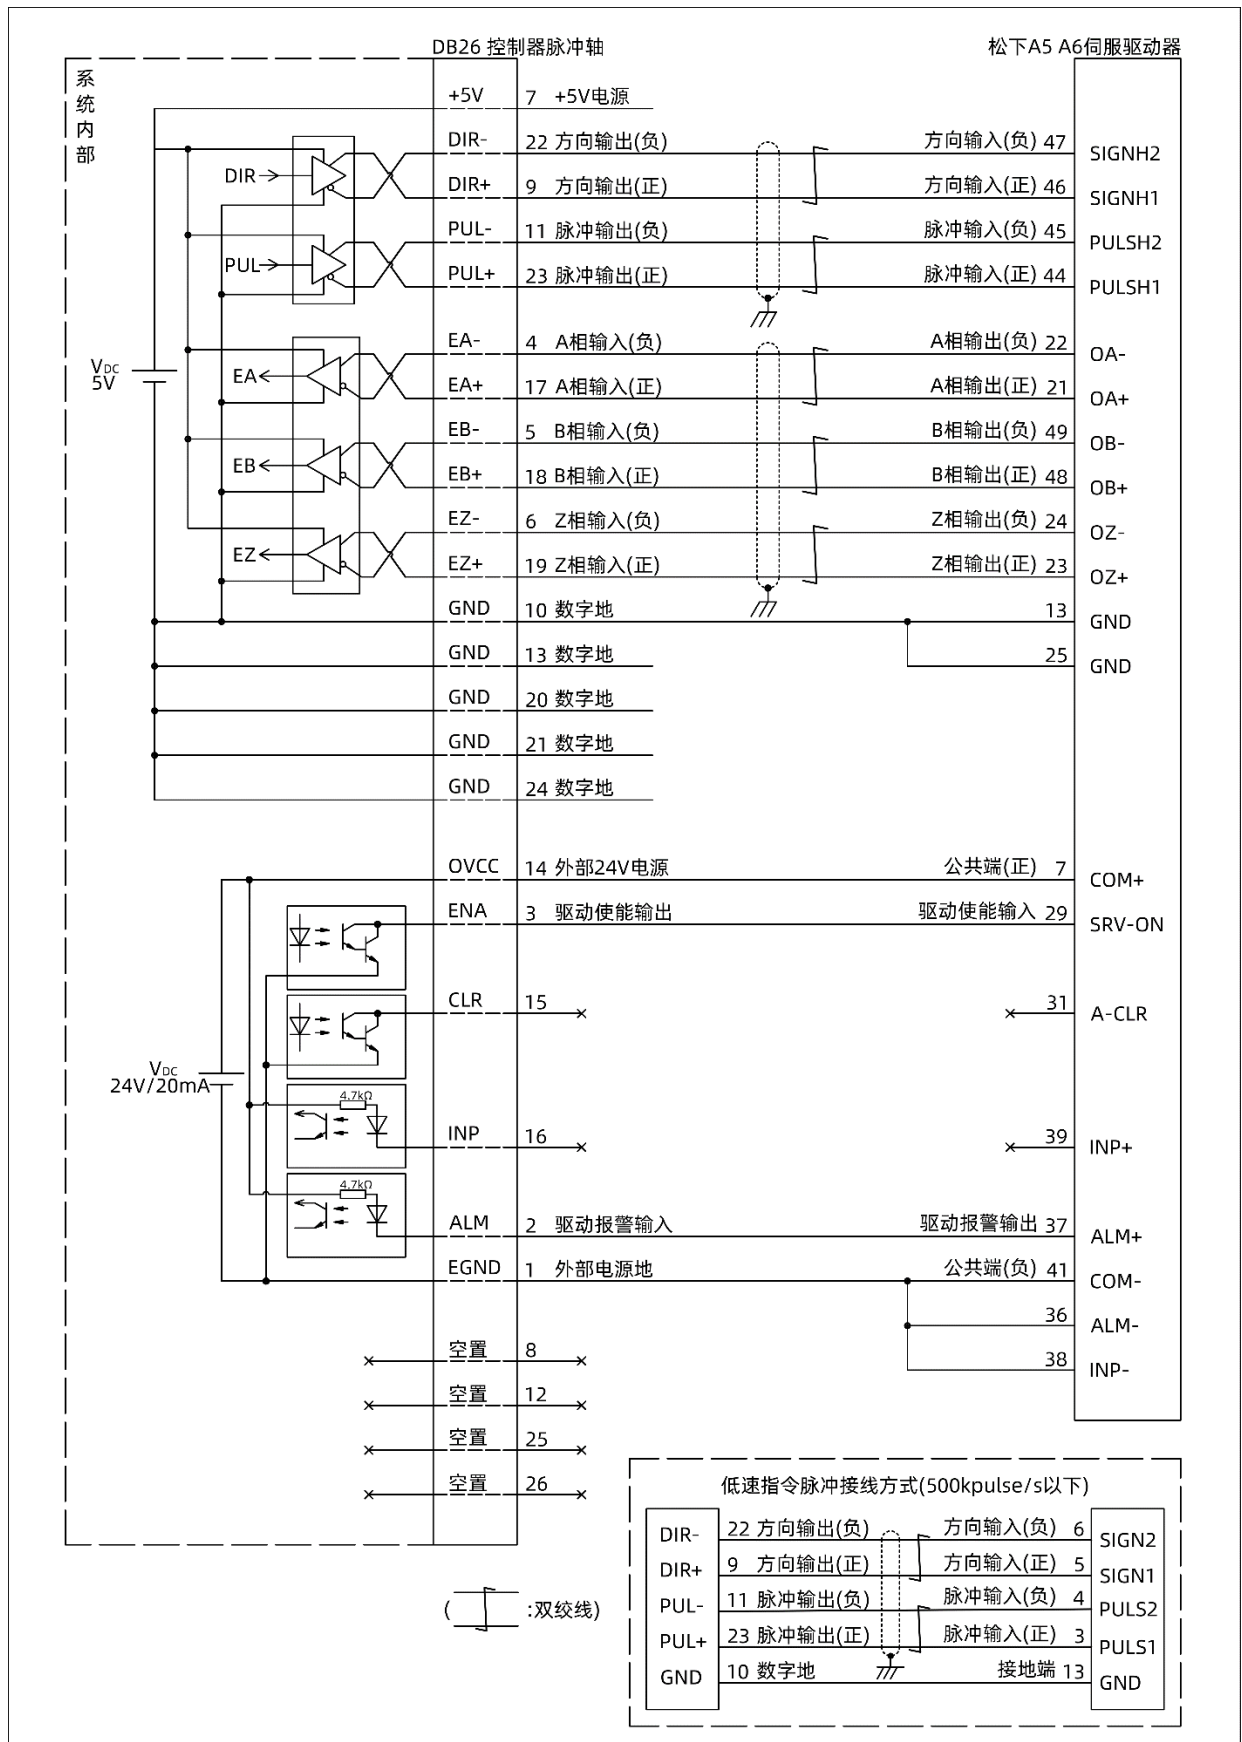 DB26 控制器脉冲轴 松下A5 A6伺服驱动器
系统内部
+5V 7 +5V电源
DIR- 22 方向输出(负) 方向输入(负) 47 SIGNH2
DIR
DIR+ 9 方向输出(正) 方向输入(正) 46 SIGNH1
PUL- 11 脉冲输出(负) 脉冲输入(负) 45 PULSH2
PUL
PUL+ 23 脉冲输出(正) 脉冲输入(正) 44 PULSH1
EA- 4 A相输入(负) A相输出(负) 22 OA-
VDC
5V
EA
EA+ 17 A相输入(正) A相输出(正) 21 OA+
EB- 5 B相输入(负) B相输出(负) 49 OB-
EB
EB+ 18 B相输入(正) B相输出(正) 48 OB+
EZ- 6 Z相输入(负) Z相输出(负) 24 OZ-
EZ
EZ+ 19 Z相输入(正) Z相输出(正) 23 OZ+
GND 10 数字地 13 GND
GND 13 数字地 25 GND
GND 20 数字地
GND 21 数字地
GND 24 数字地
OVCC 14 外部24V电源 公共端(正) 7 COM+
ENA 3 驱动使能输出 驱动使能输入 29 SRV-ON
CLR 15 31 A-CLR
VDC
24V/20mA
4.7kΩ
INP 16 39 INP+
4.7kΩ
ALM 2 驱动报警输入 驱动报警输出 37 ALM+
EGND 1 外部电源地 公共端(负) 41 COM-
36 ALM-
空置 8
38 INP-
空置 12
空置 25
空置 26
低速指令脉冲接线方式(500kpulse/s以下)
DIR- 22 方向输出(负) 方向输入(负) 6 SIGN2
DIR+ 9 方向输出(正) 方向输入(正) 5 SIGN1
PUL- 11 脉冲输出(负) 脉冲输入(负) 4 PULS2
PUL+ 23 脉冲输出(正) 脉冲输入(正) 3 PULS1
GND 10 数字地 接地端 13 GND
( :双绞线)